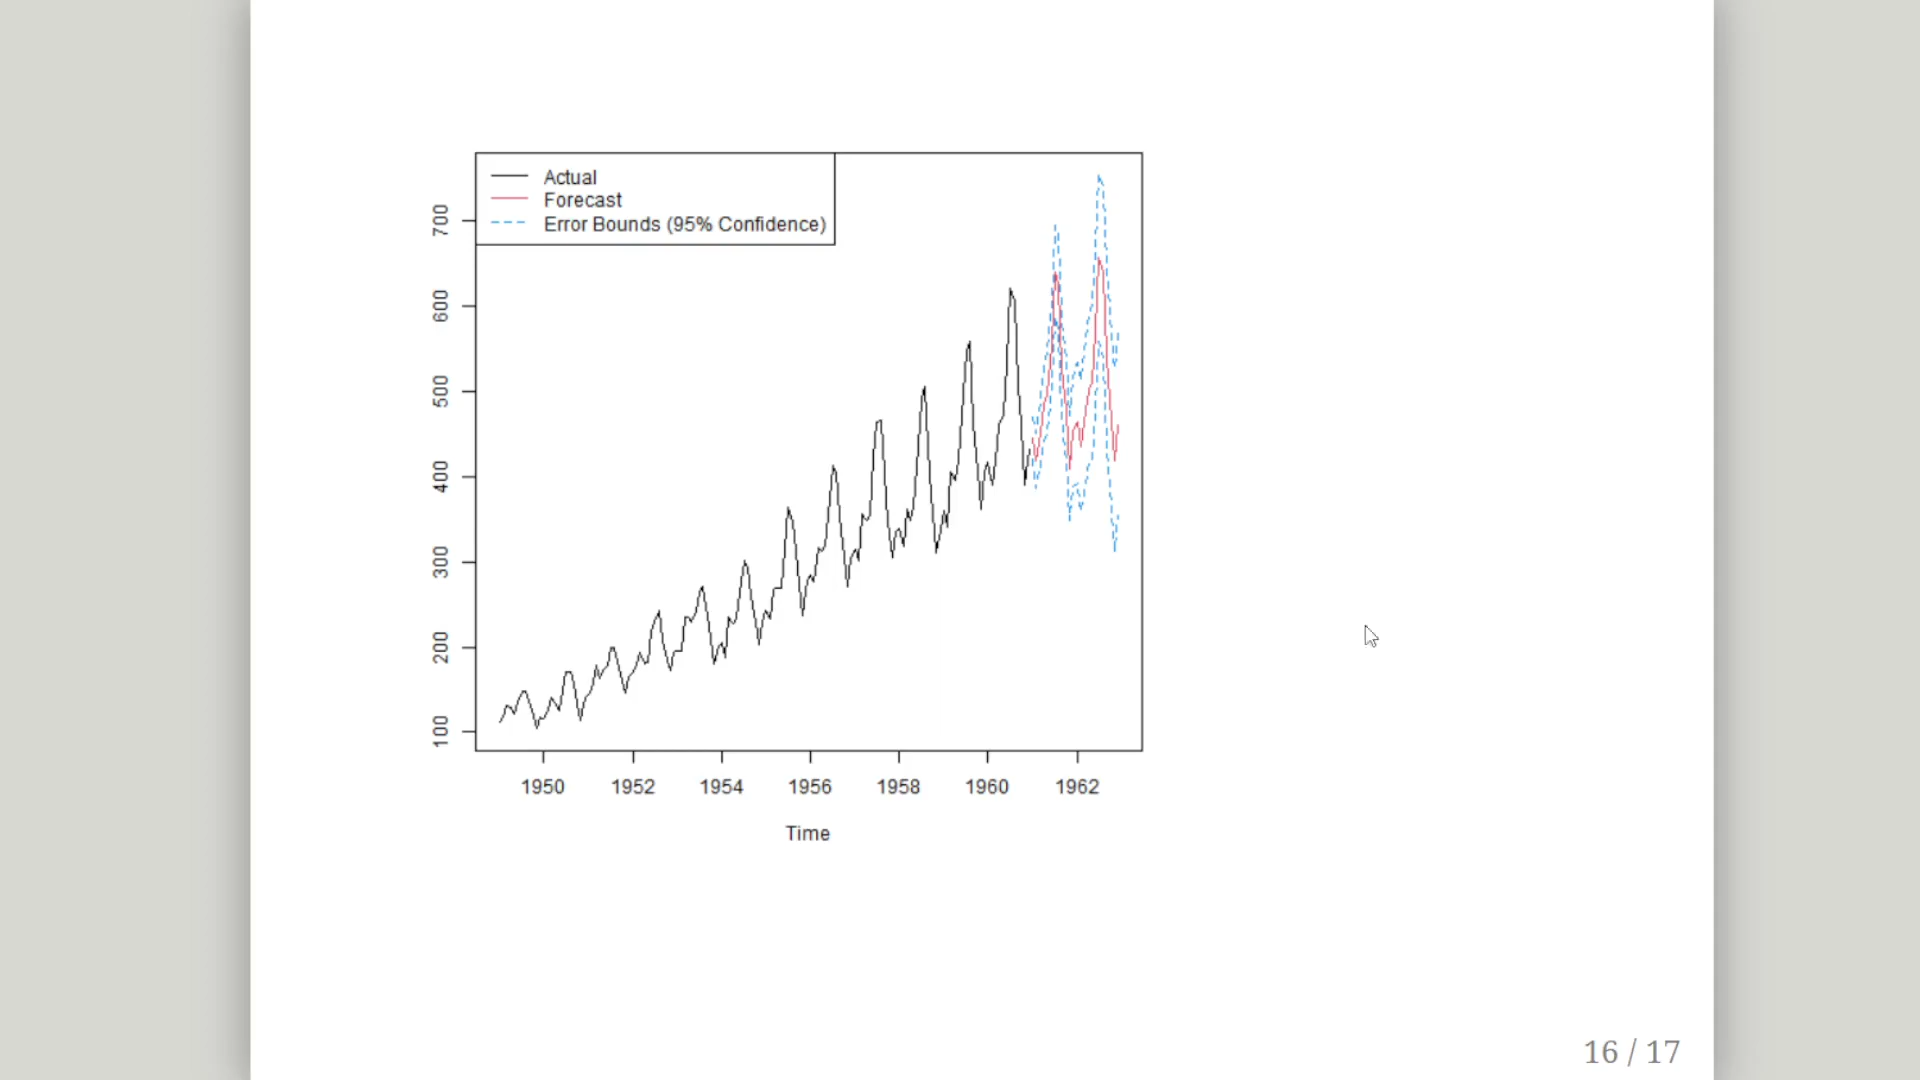 Actual
Forecast
Error Bounds (95% Confidence)
700
600
500
400
300
200
100
1950 1952 1954 1956 1958 1960 1962
Time
16 / 17